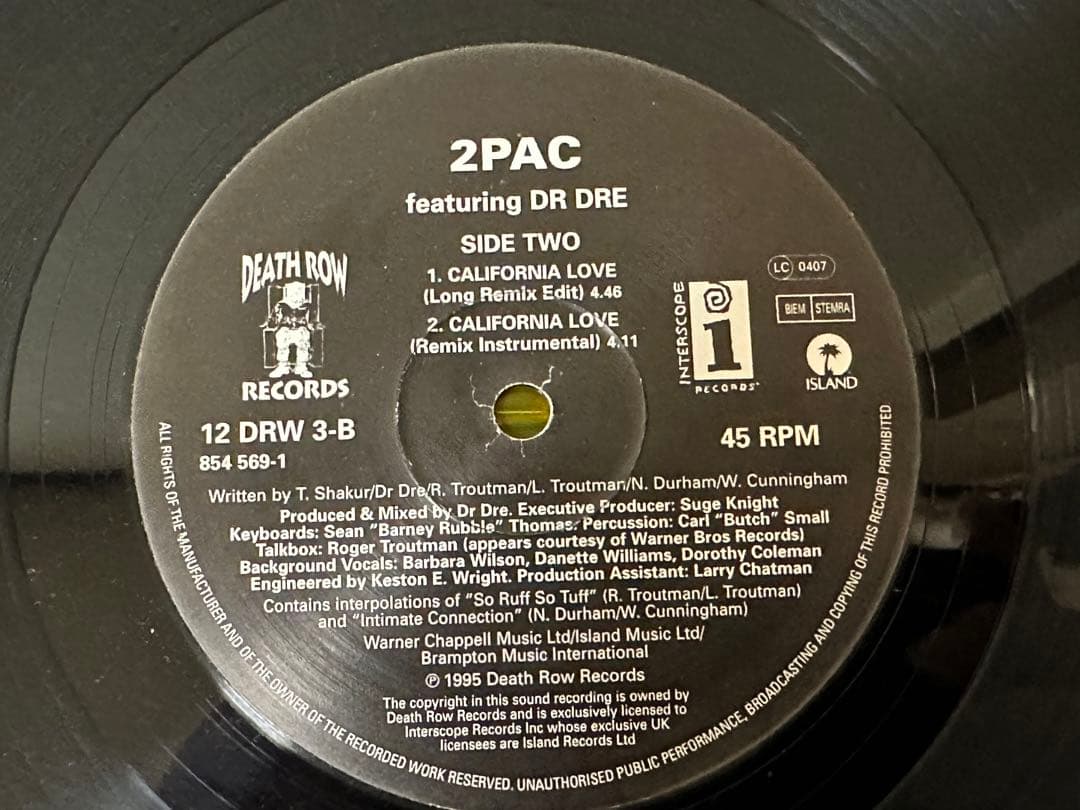 2PAC
featuring DR DRE
SIDE TWO
1. CALIFORNIA LOVE
(Long Remix Edit) 4.46
2. CALIFORNIA LOVE
(Remix Instrumental) 4.11
DEATH ROW
RECORDS
INTERSCOPE
i
RECORDS
LC 0407
BIEM STEMRA
ISLAND
12 DRW 3-B
854 569-1
45 RPM
Written by T. Shakur/Dr Dre/R. Troutman/L. Troutman/N. Durham/W. Cunningham
Produced & Mixed by Dr Dre. Executive Producer: Suge Knight
Keyboards: Sean "Barney Rubble" Thomas. Percussion: Carl "Butch" Small
Talkbox: Roger Troutman (appears courtesy of Warner Bros Records)
Background Vocals: Barbara Wilson, Danette Williams, Dorothy Coleman
Engineered by Keston E. Wright. Production Assistant: Larry Chatman
Contains interpolations of "So Ruff So Tuff" (R. Troutman/L. Troutman)
and "Intimate Connection" (N. Durham/W. Cunningham)
Warner Chappell Music Ltd/Island Music Ltd/
Brampton Music International
℗ 1995 Death Row Records
The copyright in this sound recording is owned by
Death Row Records and is exclusively licensed to
Interscope Records Inc whose exclusive UK
licensees are Island Records Ltd
ALL RIGHTS OF THE MANUFACTURER AND OF THE OWNER OF THE RECORDED WORK RESERVED. UNAUTHORISED PUBLIC PERFORMANCE, BROADCASTING AND COPYING OF THIS RECORD PROHIBITED